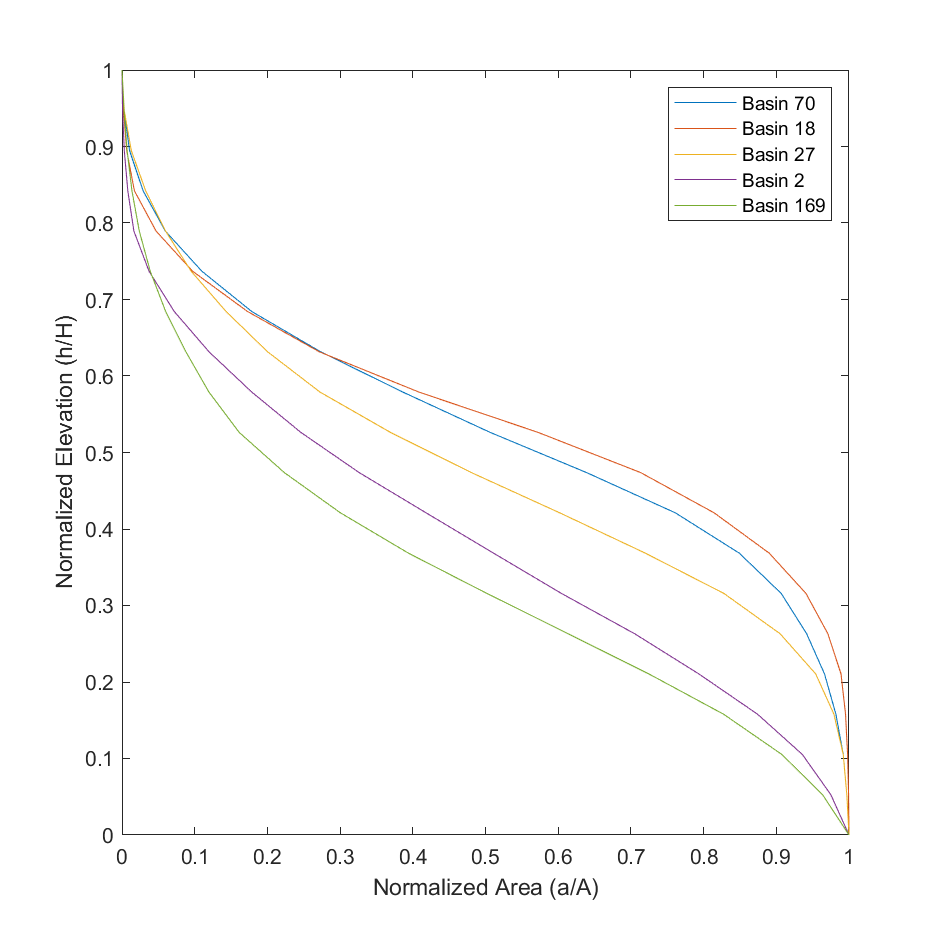 1
0.9
0.8
0.7
0.6
0.5
0.4
0.3
0.2
0.1
0
Normalized Elevation (h/H)
Basin 70
Basin 18
Basin 27
Basin 2
Basin 169
0 0.1 0.2 0.3 0.4 0.5 0.6 0.7 0.8 0.9 1
Normalized Area (a/A)